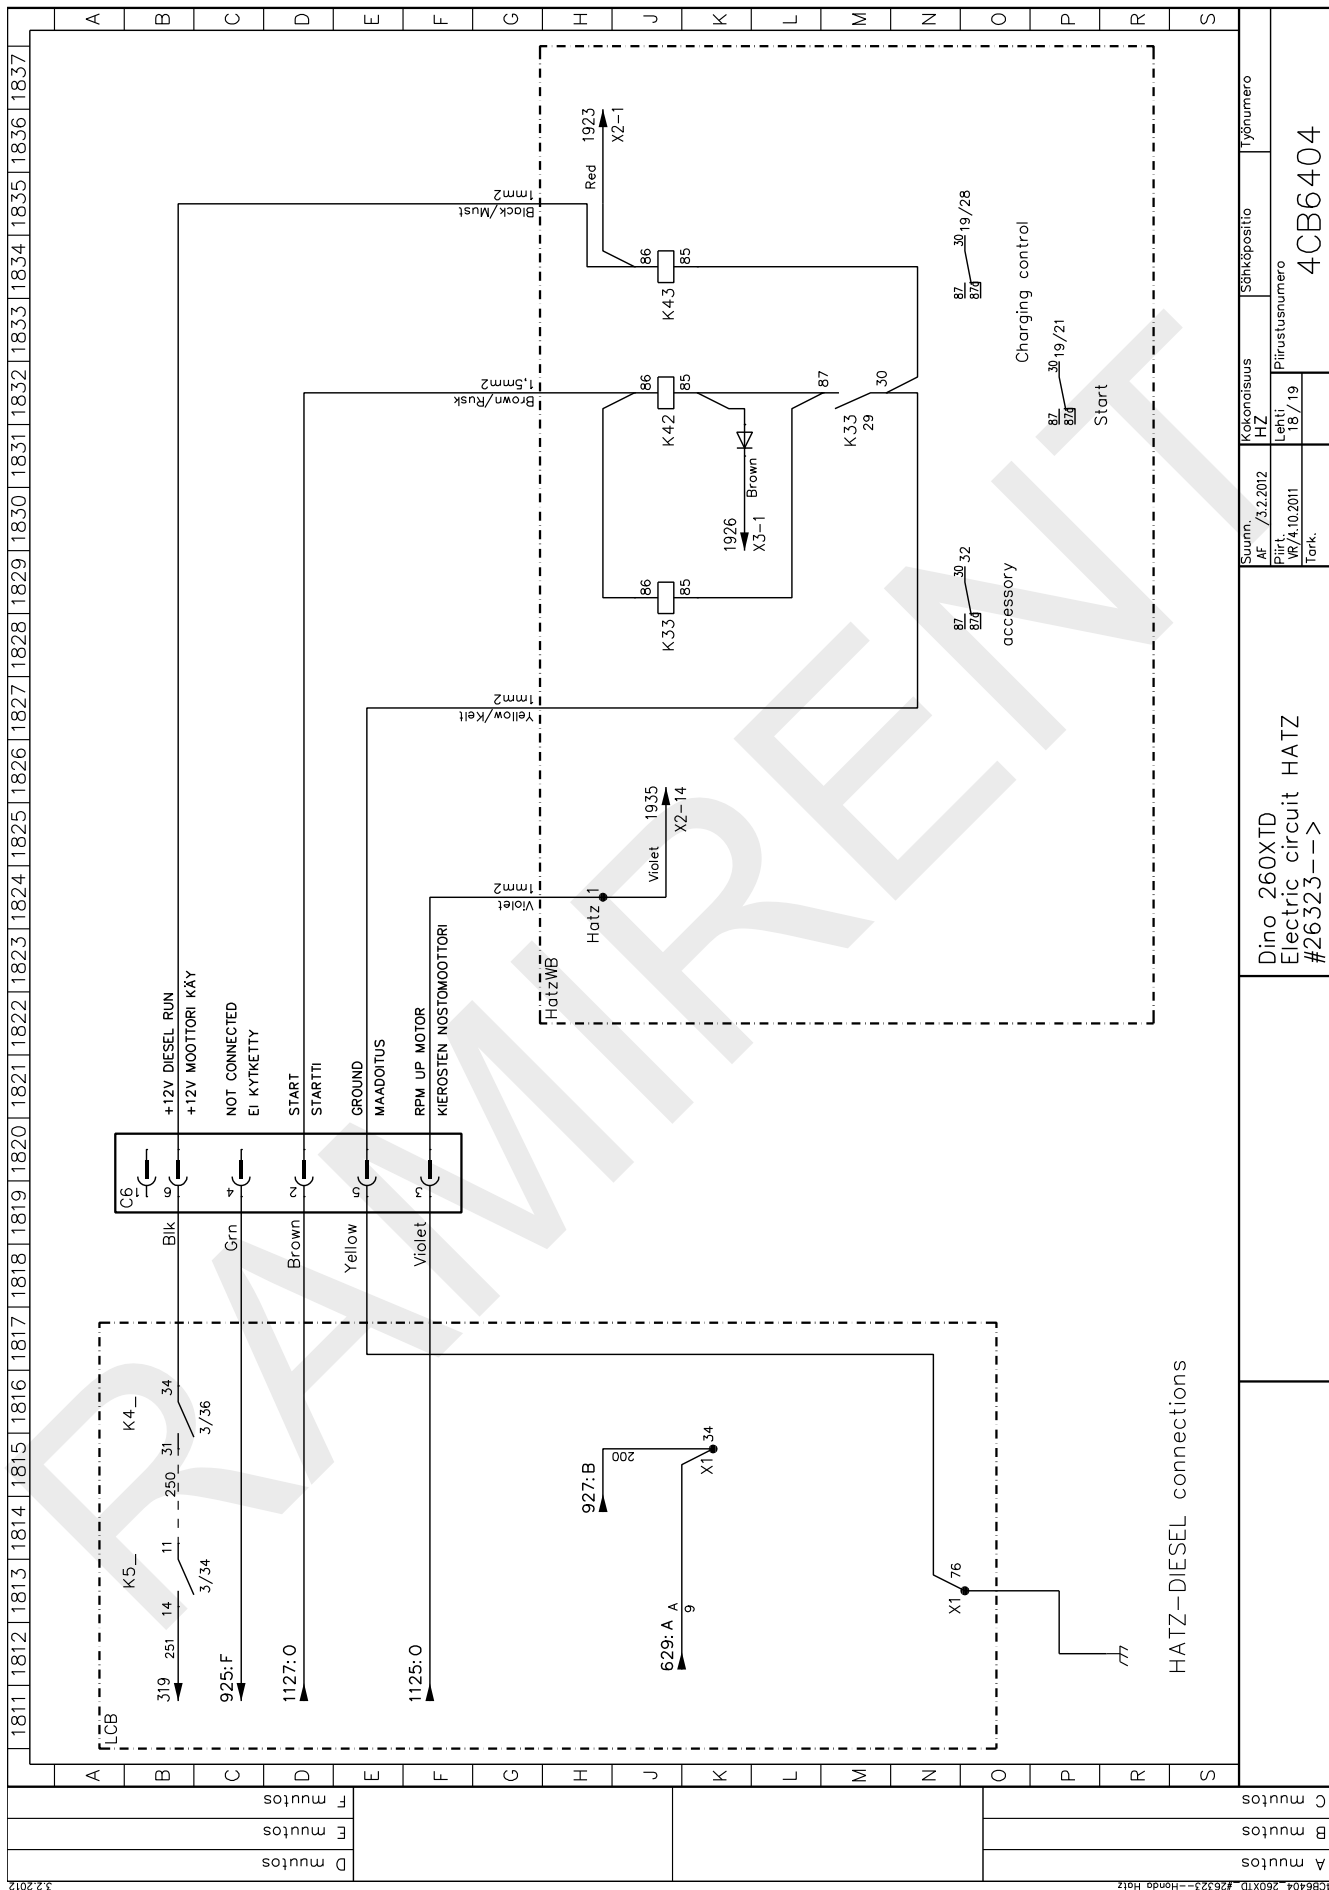 1811 1812 1813 1814 1815 1816 1817 1818 1819 1820 1821 1822 1823 1824 1825 1826 1827 1828 1829 1830 1831 1832 1833 1834 1835 1836 1837
A B C D E F G H J K L M N O P R S
A B C D E F G H J K L M N O P R S
LCB
319
251
14
K5_
11
3/34
250
31
K4_
34
3/36
925:F
1127:O
1125:O
629:A
A
9
927:B
200
X1 34
X1 76
HATZ-DIESEL connections
C6
1
6
4
2
5
3
Blk
Grn
Brown
Yellow
Violet
+12V DIESEL RUN
+12V MOOTTORI KÄY
NOT CONNECTED
EI KYTKETTY
START
STARTTI
GROUND
MAADOITUS
RPM UP MOTOR
KIEROSTEN NOSTOMOOTTORI
Violet
1mm2
Yellow/Kelt
1mm2
Brown/Rusk
1,5mm2
Black/Must
1mm2
HatzWB
Hatz 1
Violet
1935
X2-14
K33
86
85
K42
86
85
K43
86
85
Red
1923
X2-1
1926
X3-1
Brown
K33
29
87
30
87
87a
30 32
accessory
87
87a
30 19/28
Charging control
87
87a
30 19/21
Start
Dino 260XTD
Electric circuit HATZ
#26323-->
Suunn.
AF /3.2.2012
Piirt.
VR/4.10.2011
Tark.
Kokonaisuus
HZ
Lehti
18/19
Sähköpositio
Työnumero
Piirustusnumero
4CB6404
A muutos
B muutos
C muutos
D muutos
E muutos
F muutos
4CB6404_260XTD_#26323--Honda Hatz
3.2.2012
RAMIRENT